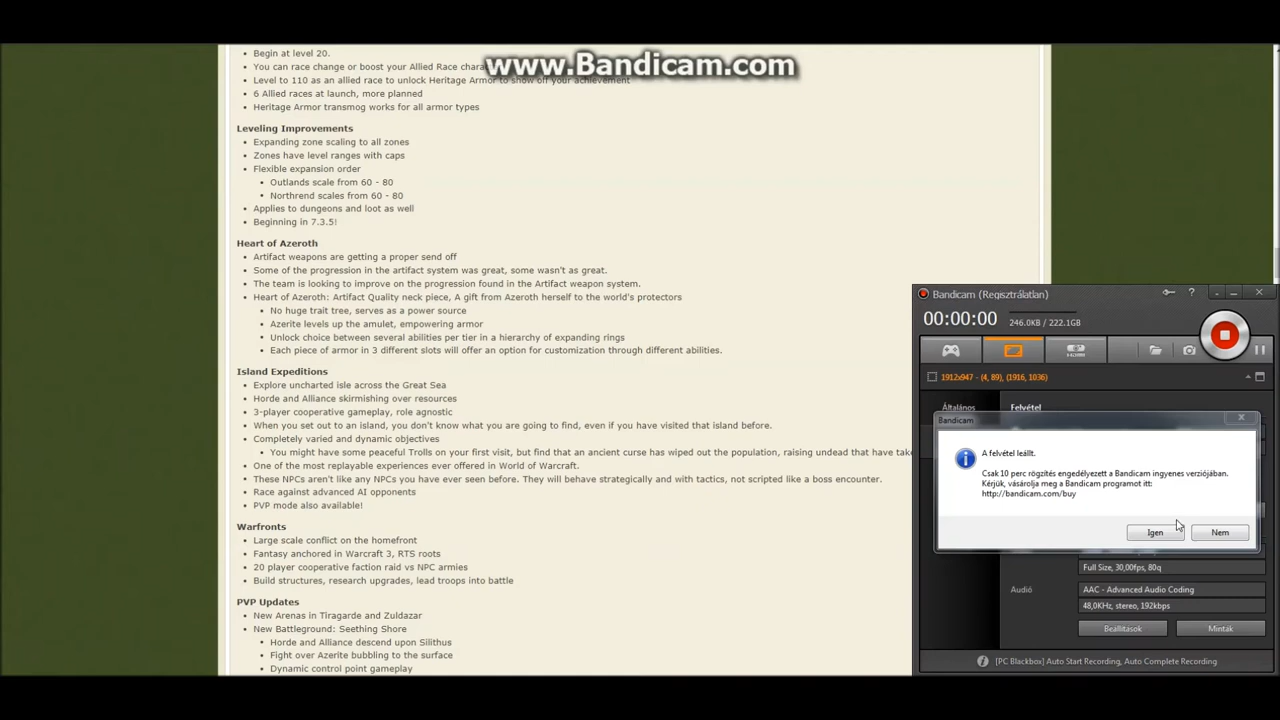 www.Bandicam.com
Begin at level 20.
You can race change or boost your Allied Race
Level to 110 as an allied race to unlock Heritage Armor to show off your achievement
6 Allied races at launch, more planned
Heritage Armor transmog works for all armor types
Leveling Improvements
Expanding zone scaling to all zones
Zones have level ranges with caps
Flexible expansion order
Outlands scale from 60 - 80
Northrend scales from 60 - 80
Applies to dungeons and loot as well
Beginning in 7.3.5!
Heart of Azeroth
Artifact weapons are getting a proper send off
Some of the progression in the artifact system was great, some wasn't as great.
The team is looking to improve on the progression found in the Artifact weapon system.
Heart of Azeroth: Artifact Quality neck piece, A gift from Azeroth herself to the world's protectors
No huge trait tree, serves as a power source
Azerite levels up the amulet, empowering armor
Unlock choice between several abilities per tier in a hierarchy of expanding rings
Each piece of armor in 3 different slots will offer an option for customization through different abilities.
Island Expeditions
Explore uncharted isle across the Great Sea
Horde and Alliance skirmishing over resources
3-player cooperative gameplay, role agnostic
When you set out to an island, you don't know what you are going to find, even if you have visited that island before.
Completely varied and dynamic objectives
You might have some peaceful Trolls on your first visit, but find that an ancient curse has wiped out the population, raising undead that have take
One of the most replayable experiences ever offered in World of Warcraft.
These NPCs aren't like any NPCs you have ever seen before. They will behave strategically and with tactics, not scripted like a boss encounter.
Race against advanced AI opponents
PVP mode also available!
Warfronts
Large scale conflict on the homefront
Fantasy anchored in Warcraft 3, RTS roots
20 player cooperative faction raid vs NPC armies
Build structures, research upgrades, lead troops into battle
PVP Updates
New Arenas in Tiragarde and Zuldazar
New Battleground: Seething Shore
Horde and Alliance descend upon Silithus
Fight over Azerite bubbling to the surface
Dynamic control point gameplay
Bandicam (Regisztrálatlan)
00:00:00
246.0KB / 222.1GB
1912x947 - (4, 89), (1916, 1036)
Általános
Felvétel
Bandicam
A felvétel leállt.
Csak 10 perc rögzítés engedélyezett a Bandicam ingyenes verziójában.
Kérjük, vásárolja meg a Bandicam programot itt:
http://bandicam.com/buy
Igen
Nem
Full Size, 30,00fps, 80q
Audió
AAC - Advanced Audio Coding
48,0KHz, stereo, 192kbps
Beállítások
Minták
[PC Blackbox] Auto Start Recording, Auto Complete Recording